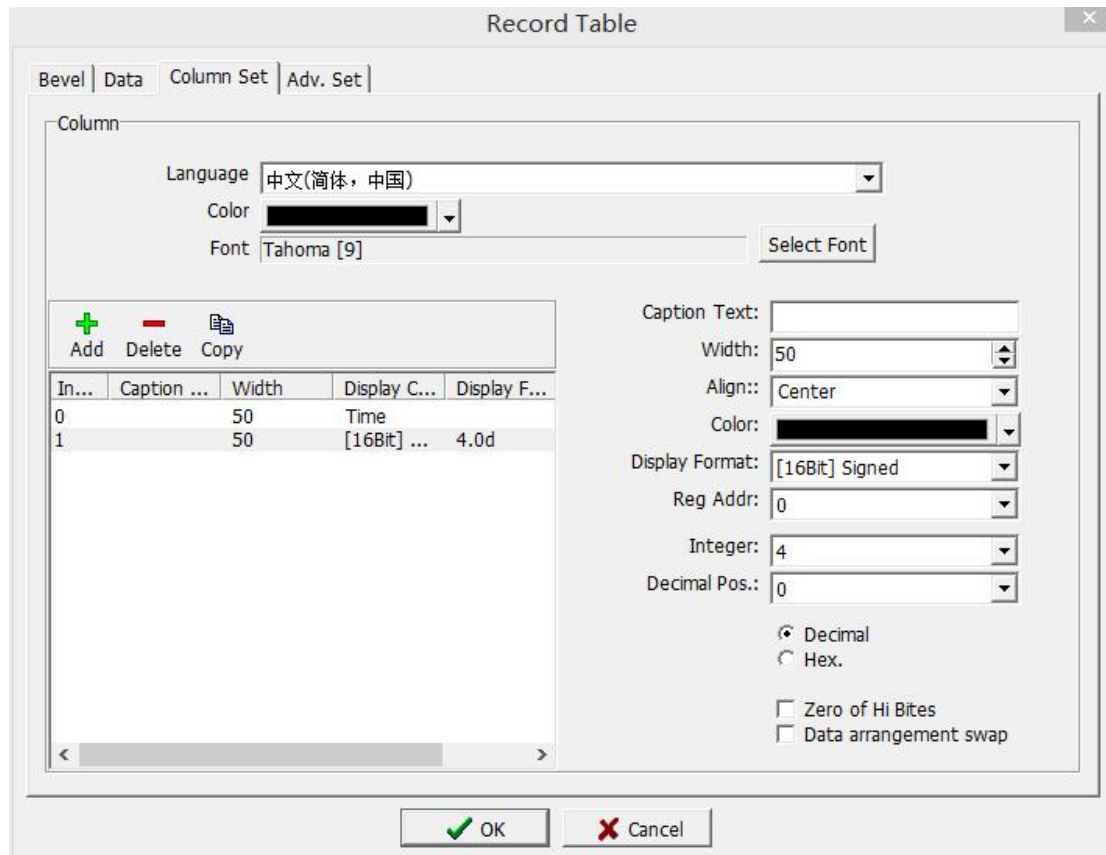 Record Table
Bevel Data Column Set Adv. Set
Column
Language 中文(简体，中国)
Color
Font Tahoma [9] Select Font
Add Delete Copy
In... Caption ... Width Display C... Display F...
0 50 Time
1 50 [16Bit] ... 4.0d
Caption Text:
Width: 50
Align:: Center
Color:
Display Format: [16Bit] Signed
Reg Addr: 0
Integer: 4
Decimal Pos.: 0
Decimal
Hex.
Zero of Hi Bites
Data arrangement swap
OK Cancel